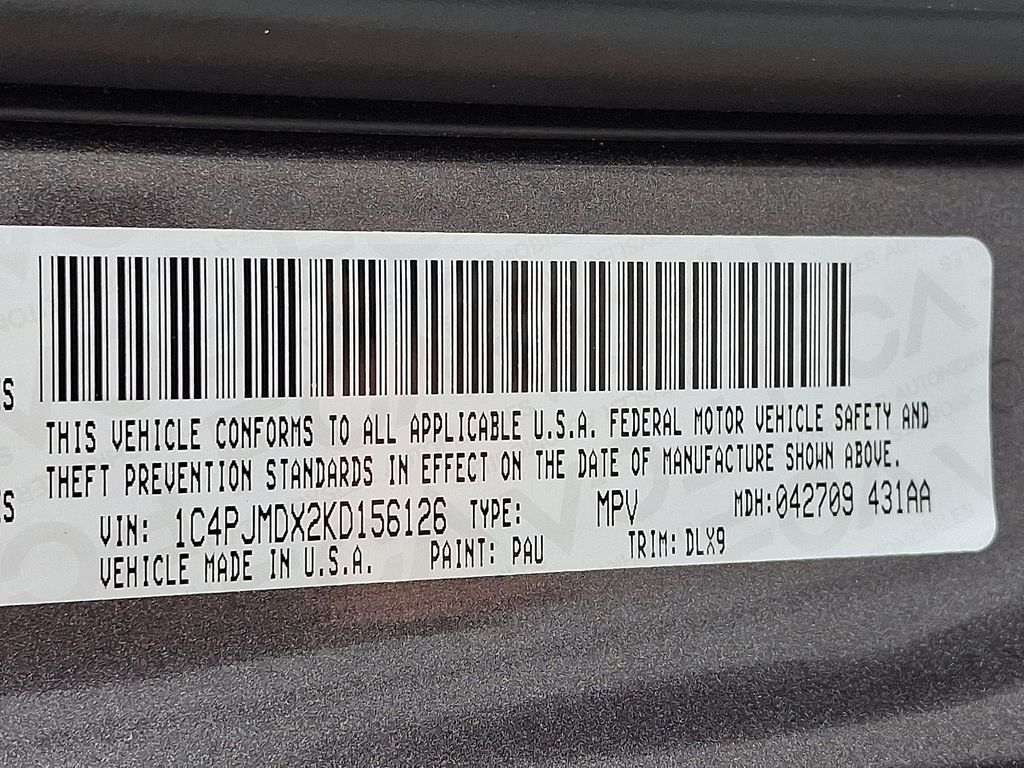 THIS VEHICLE CONFORMS TO ALL APPLICABLE U.S.A. FEDERAL MOTOR VEHICLE SAFETY AND
THEFT PREVENTION STANDARDS IN EFFECT ON THE DATE OF MANUFACTURE SHOWN ABOVE.
VIN: 1C4PJMDX2KD156126 TYPE: MPV MDH:042709 431AA
VEHICLE MADE IN U.S.A. PAINT: PAU TRIM: DLX9